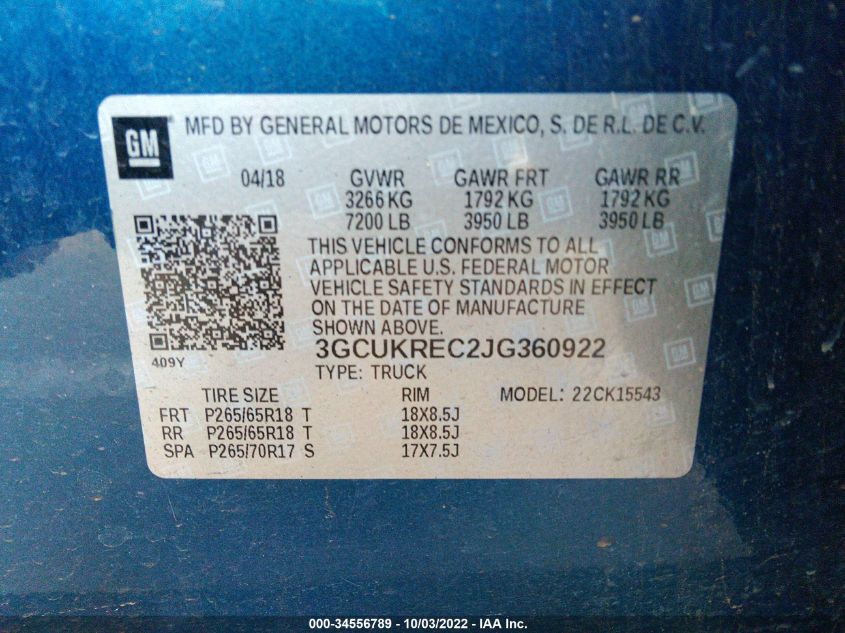 GM MFD BY GENERAL MOTORS DE MEXICO, S. DE R.L. DE C.V.
04/18 GVWR GAWR FRT GAWR RR
3266 KG 1792 KG 1792 KG
7200 LB 3950 LB 3950 LB
THIS VEHICLE CONFORMS TO ALL
APPLICABLE U.S. FEDERAL MOTOR
VEHICLE SAFETY STANDARDS IN EFFECT
ON THE DATE OF MANUFACTURE
SHOWN ABOVE.
409Y 3GCUKREC2JG360922
TYPE: TRUCK
TIRE SIZE RIM MODEL: 22CK15543
FRT P265/65R18 T 18X8.5J
RR P265/65R18 T 18X8.5J
SPA P265/70R17 S 17X7.5J
000-34556789 - 10/03/2022 - IAA Inc.